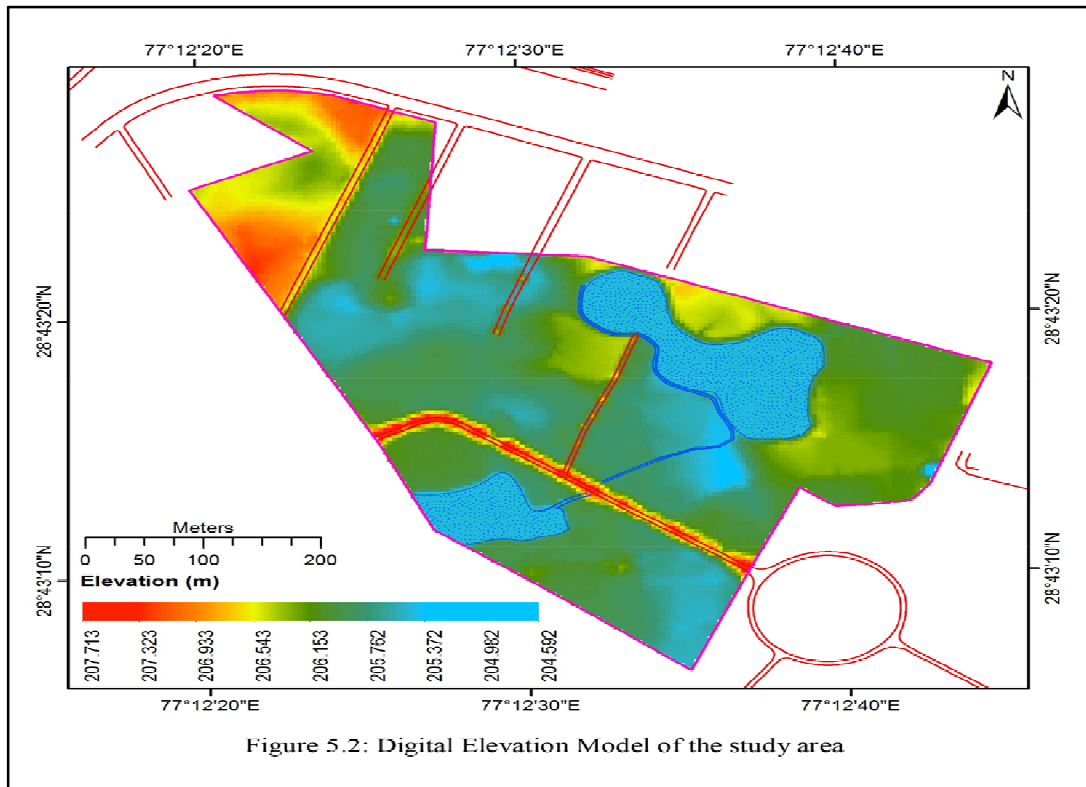 77°12'20"E 77°12'30"E 77°12'40"E
N
28°43'20"N 28°43'20"N
Meters
0 50 100 200
Elevation (m)
28°43'10"N 28°43'10"N
207.713 207.323 206.933 206.543 206.153 205.762 205.372 204.982 204.592
77°12'20"E 77°12'30"E 77°12'40"E
Figure 5.2: Digital Elevation Model of the study area